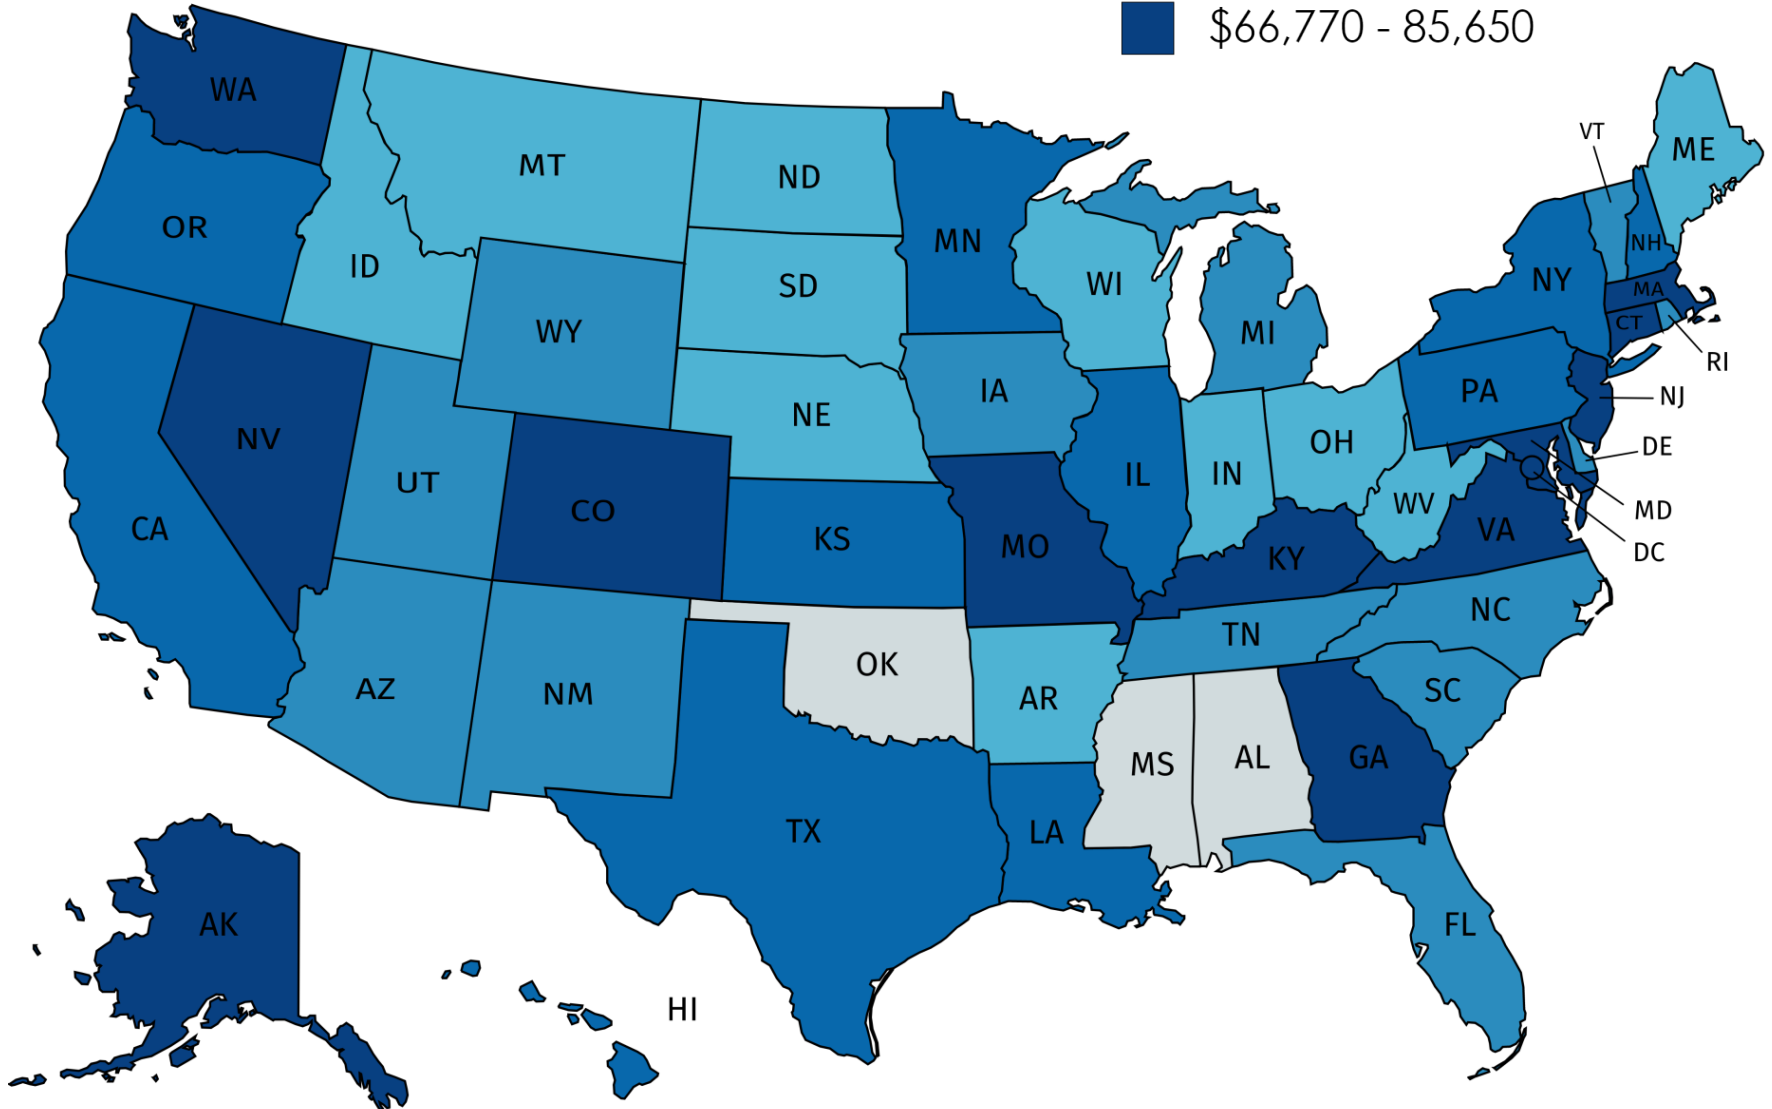 $66,770 - 85,650
WA
MT
ND
MN
VT
ME
OR
ID
SD
WI
NY
NH
MA
CT
RI
WY
MI
IA
NE
PA
NJ
NV
UT
CO
KS
IL
IN
OH
WV
DE
MD
DC
VA
CA
MO
KY
NC
TN
SC
AZ
NM
OK
AR
MS
AL
GA
TX
LA
FL
AK
HI